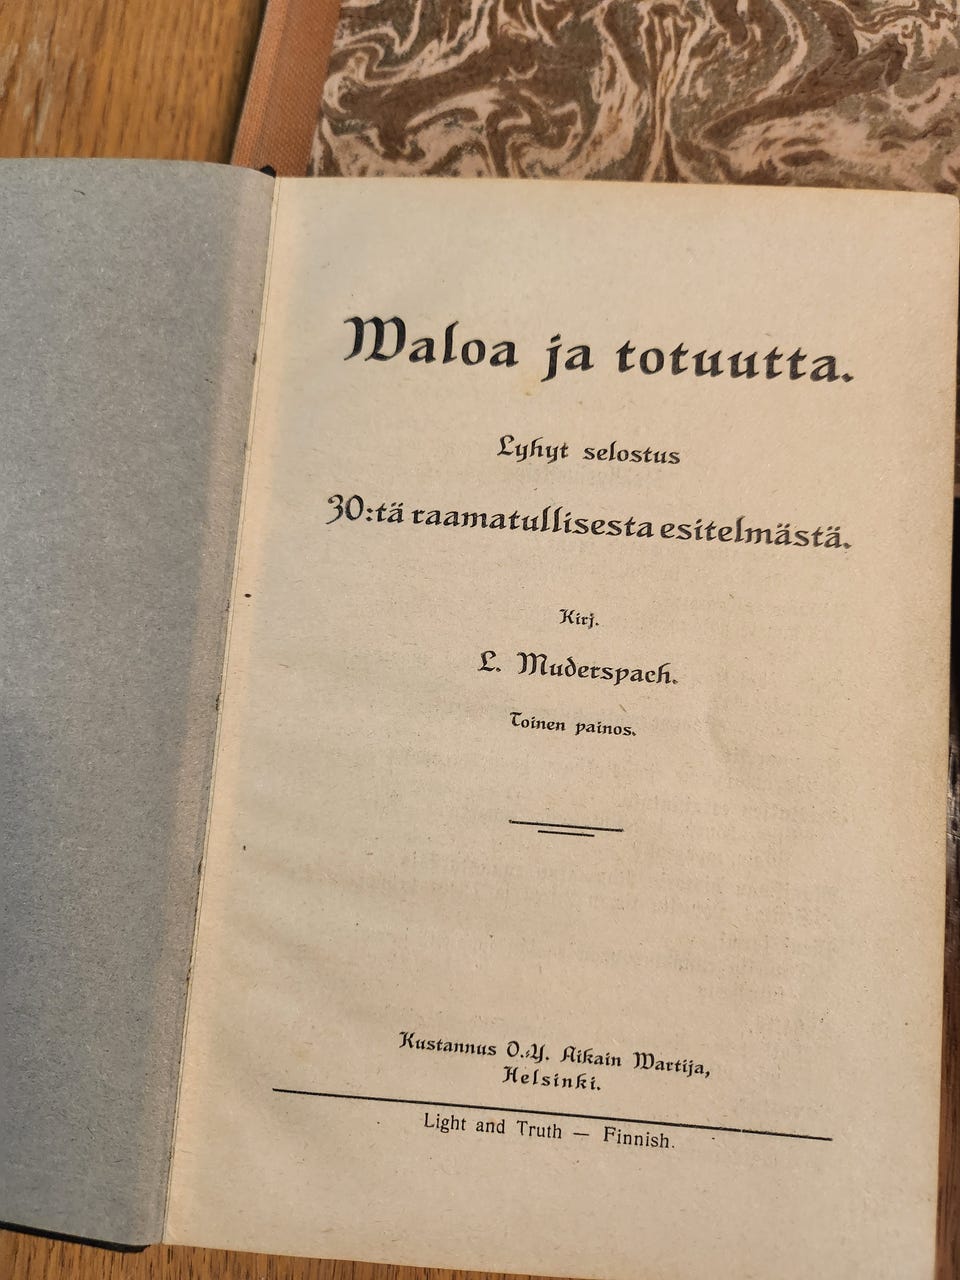 Waloa ja totuutta.
Lyhyt selostus
30:tä raamatullisesta esitelmästä.
Kirj.
L. Muderspach.
Toinen painos.
Kustannus O.-Y. Aikain Wartija,
Helsinki.
Light and Truth — Finnish.